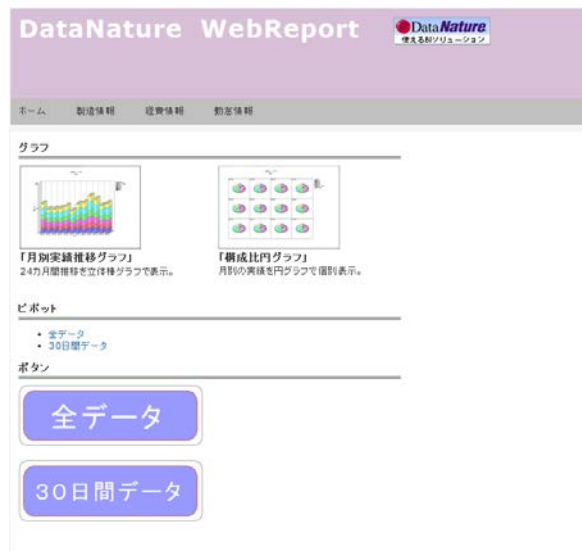 DataNature WebReport
DataNature
使えるBIソリューション
ホーム 製造情報 経費情報 勤怠情報
グラフ
「月別実績推移グラフ」
24カ月間推移を立体棒グラフで表示。
「構成比円グラフ」
月別の実績を円グラフで個別表示。
ピボット
全データ
30日間データ
ボタン
全データ
30日間データ